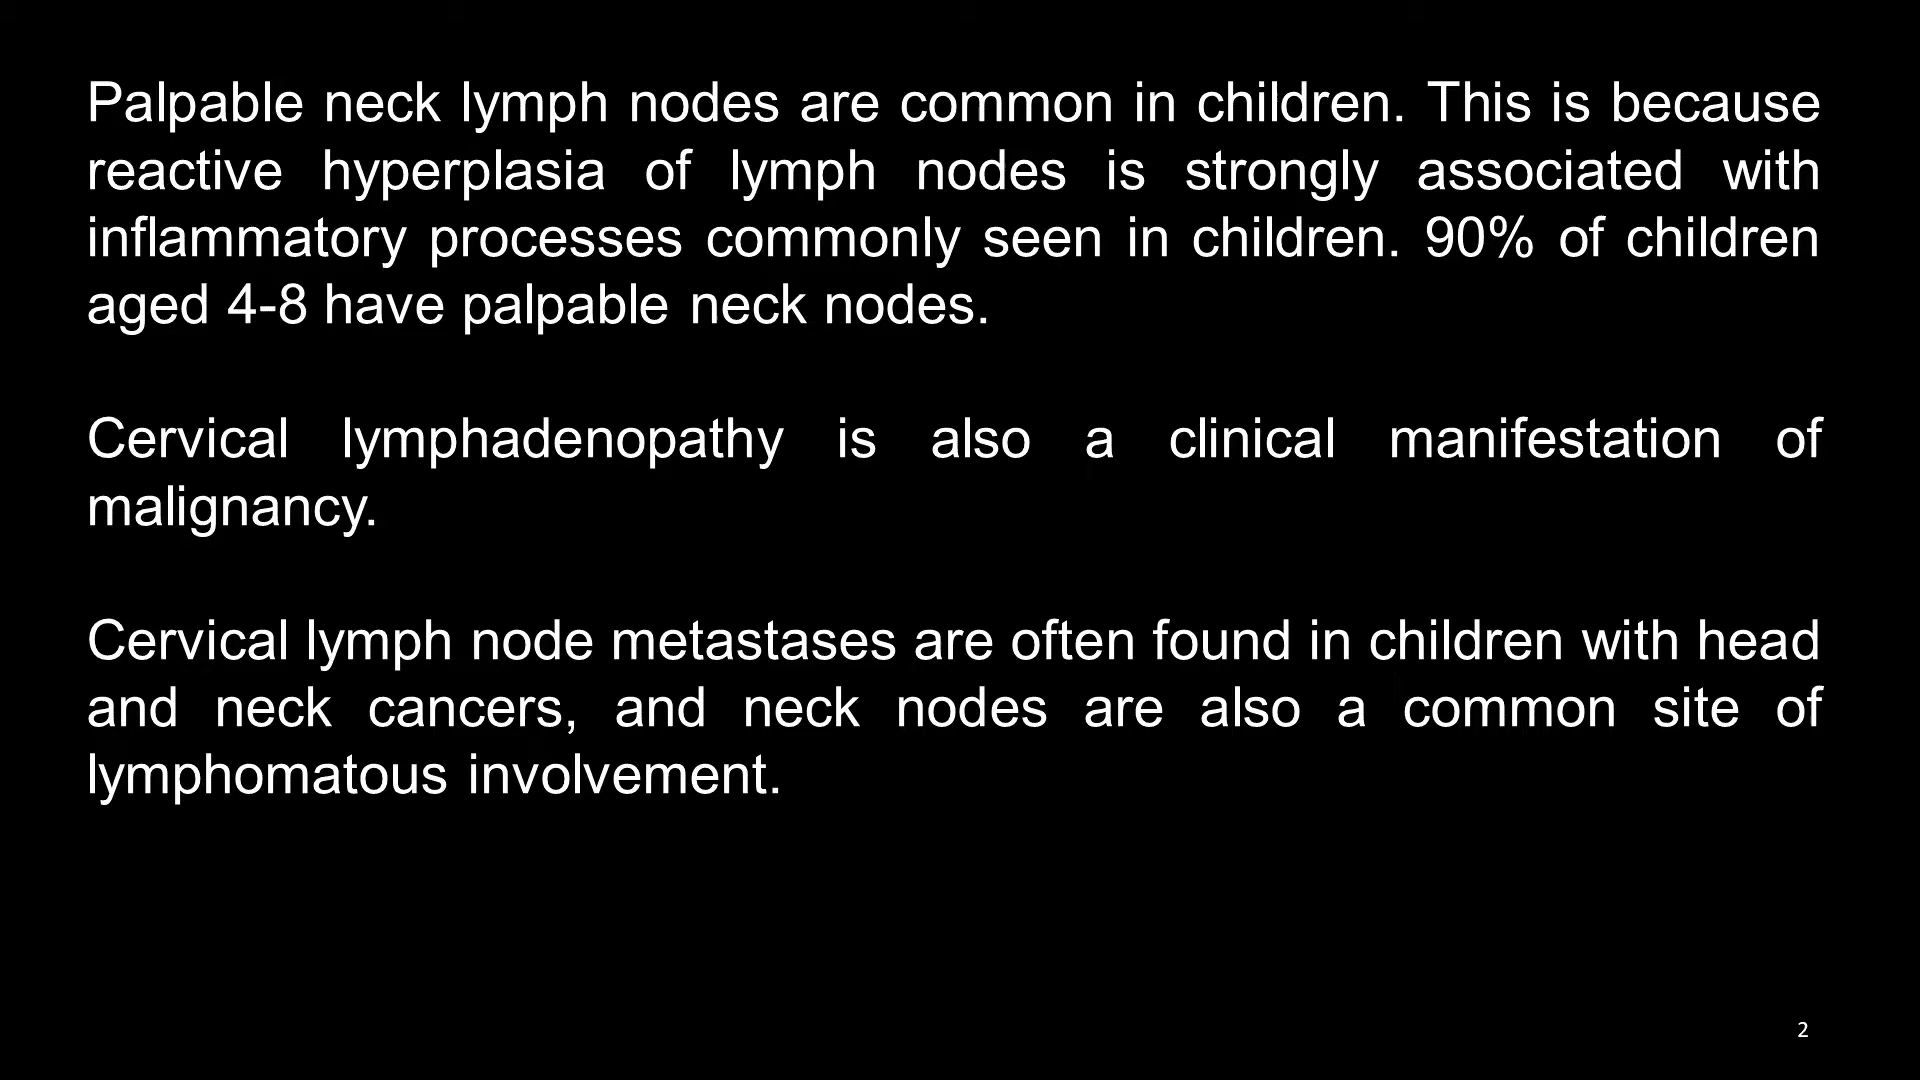 Palpable neck lymph nodes are common in children. This is because
reactive hyperplasia of lymph nodes is strongly associated with
inflammatory processes commonly seen in children. 90% of children
aged 4-8 have palpable neck nodes.
Cervical lymphadenopathy is also a clinical manifestation of
malignancy.
Cervical lymph node metastases are often found in children with head
and neck cancers, and neck nodes are also a common site of
lymphomatous involvement.
2